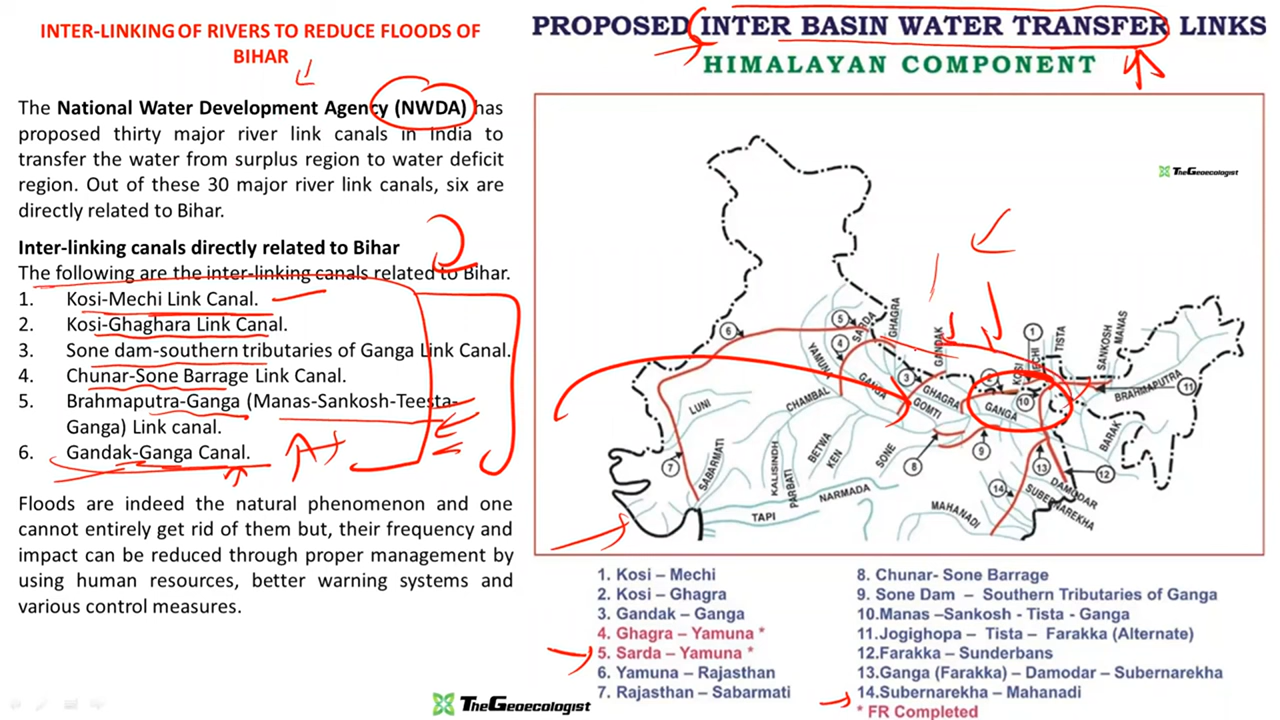 INTER-LINKING OF RIVERS TO REDUCE FLOODS OF
BIHAR
The National Water Development Agency (NWDA) has
proposed thirty major river link canals in India to
transfer the water from surplus region to water deficit
region. Out of these 30 major river link canals, six are
directly related to Bihar.
Inter-linking canals directly related to Bihar
The following are the inter-linking canals related to Bihar.
1. Kosi-Mechi Link Canal.
2. Kosi-Ghaghara Link Canal.
3. Sone dam-southern tributaries of Ganga Link Canal.
4. Chunar-Sone Barrage Link Canal.
5. Brahmaputra-Ganga (Manas-Sankosh-Teesta-
Ganga) Link canal.
6. Gandak-Ganga Canal.
A+
Floods are indeed the natural phenomenon and one
cannot entirely get rid of them but, their frequency and
impact can be reduced through proper management by
using human resources, better warning systems and
various control measures.
PROPOSED INTER BASIN WATER TRANSFER LINKS
HIMALAYAN COMPONENT
TheGeoecologist
GHAGRA
SARDA
5
6
4
YAMUNA
GANGA
GANDAK
3
GHAGRA
GOMTI
2
KOSI
1
MECHI
TISTA
SANKOSH
MANAS
10
GANGA
BRAHMAPUTRA
11
BARAK
LUNI
CHAMBAL
7
SABARMATI
KALISINDH
PARBATI
BETWA
KEN
SONE
8
9
13
12
DAMODAR
14
SUBERNAREKHA
MAHANADI
NARMADA
TAPI
1. Kosi – Mechi
2. Kosi – Ghagra
3. Gandak – Ganga
4. Ghagra – Yamuna *
5. Sarda – Yamuna *
6. Yamuna – Rajasthan
7. Rajasthan – Sabarmati
8. Chunar- Sone Barrage
9. Sone Dam – Southern Tributaries of Ganga
10. Manas –Sankosh - Tista - Ganga
11.Jogighopa – Tista – Farakka (Alternate)
12.Farakka – Sunderbans
13.Ganga (Farakka) – Damodar – Subernarekha
14.Subernarekha – Mahanadi
* FR Completed
TheGeoecologist